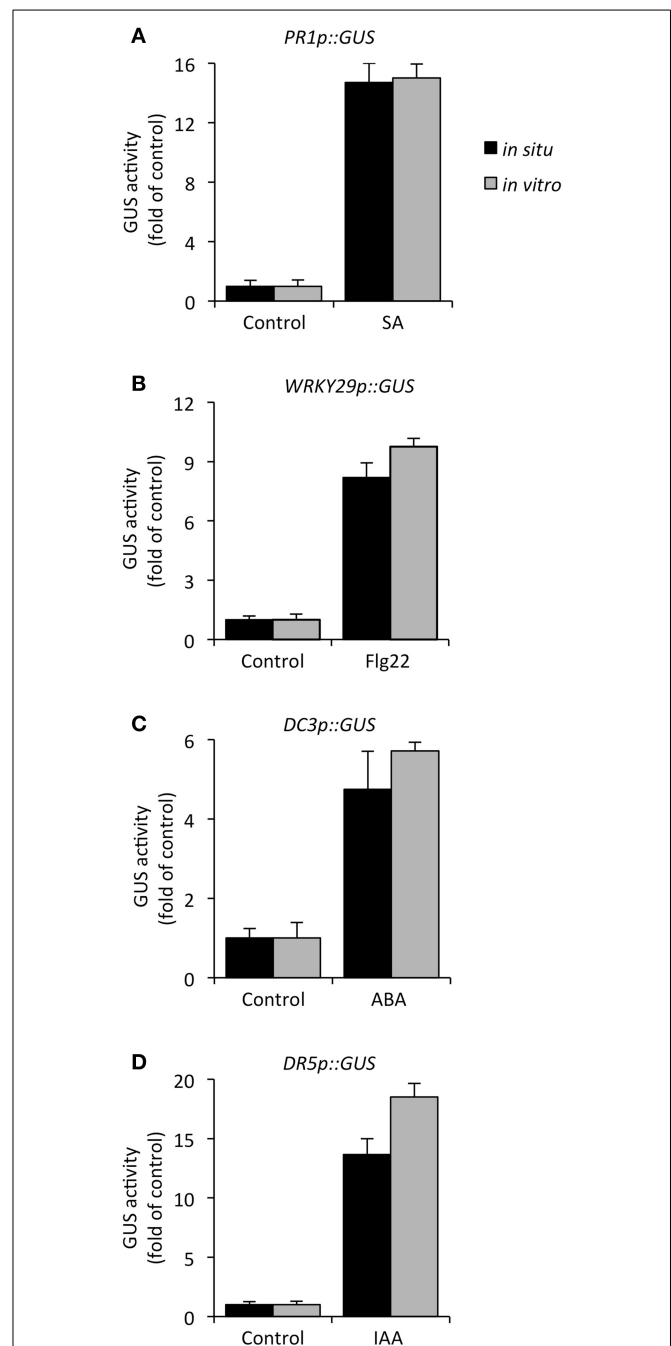 A
PR1p::GUS
GUS activity
(fold of control)
16
12
8
4
0
Control
SA
in situ
in vitro
B
WRKY29p::GUS
GUS activity
(fold of control)
12
9
6
3
0
Control
Flg22
C
DC3p::GUS
GUS activity
(fold of control)
6
4
2
0
Control
ABA
D
DR5p::GUS
GUS activity
(fold of control)
20
15
10
5
0
Control
IAA